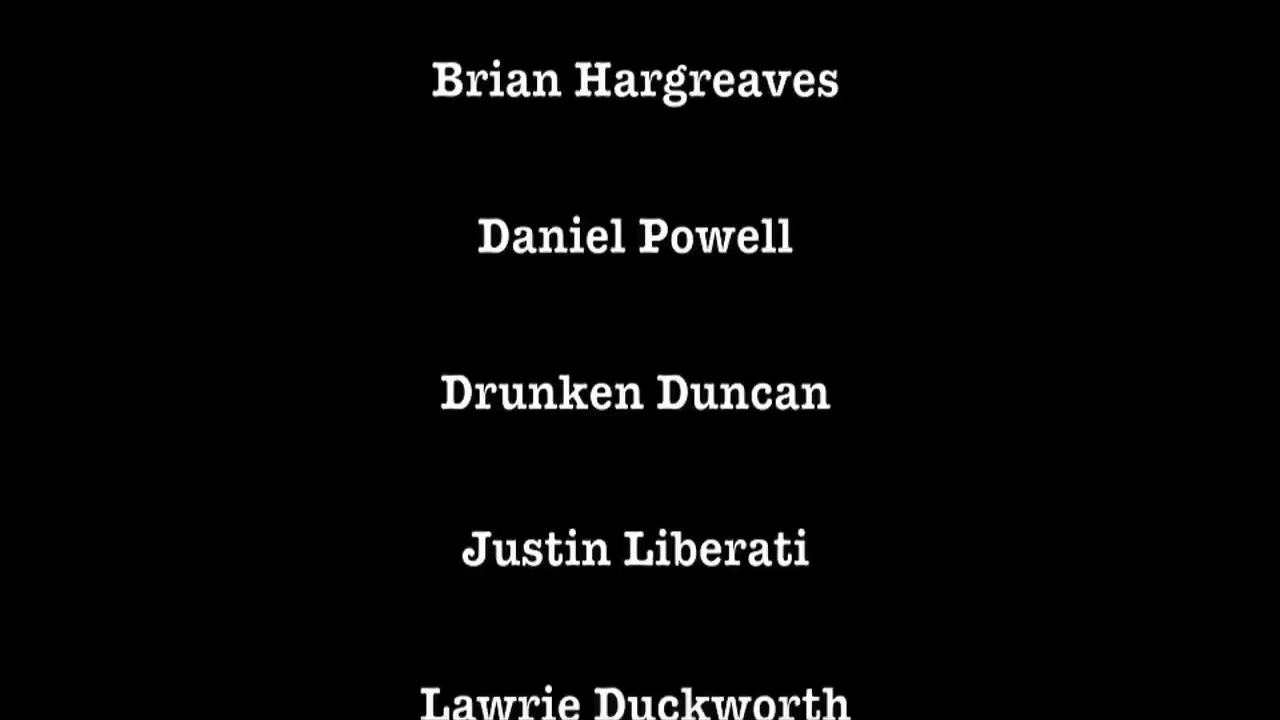 Brian Hargreaves
Daniel Powell
Drunken Duncan
Justin Liberati
Lawrie Duckworth